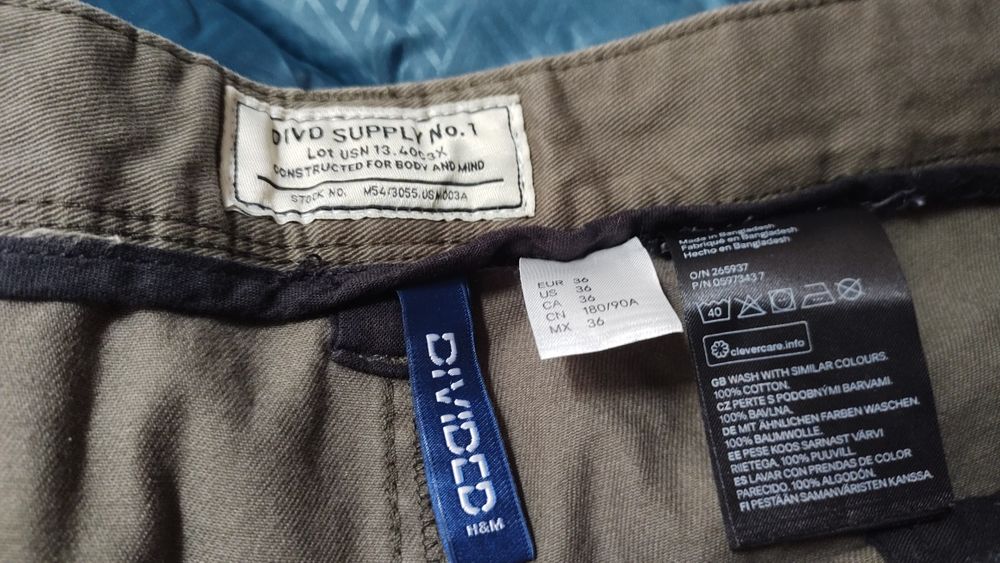 DIVD SUPPLY No.1
Lot USN 13.4003X
CONSTRUCTED FOR BODY AND MIND
STOCK NO. M54/3055.USM003A
DIVIDED
H&M
EUR 36
US 36
CA 36
CN 180/90A
MX 36
Made in Bangladesh
Fabriqué en Bangladesh
Hecho en Bangladesh
O/N 265937
P/N 0597343 7
40
clevercare.info
GB WASH WITH SIMILAR COLOURS.
100% COTTON.
CZ PERTE S PODOBNÝMI BARVAMI.
100% BAVLNA.
DE MIT ÄHNLICHEN FARBEN WASCHEN.
100% BAUMWOLLE.
EE PESE KOOS SARNAST VÄRVI
RIIETEGA. 100% PUUVILL.
ES LAVAR CON PRENDAS DE COLOR
PARECIDO. 100% ALGODÓN.
FI PESTÄÄN SAMANVÄRISTEN KANSSA.